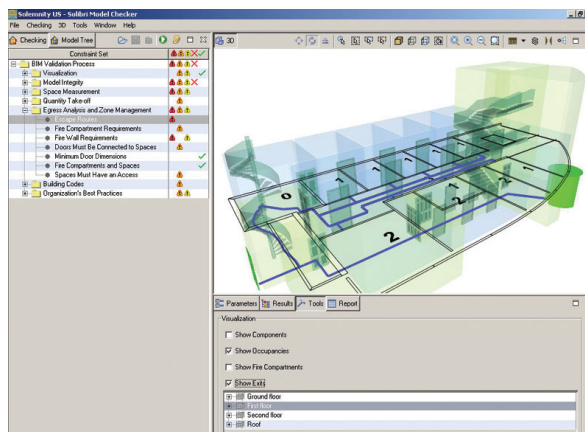 Solemnity US - Solibri Model Checker
File Checking 3D Tools Window Help
Checking Model Tree
3D
Constraint Set
BIM Validation Process
Visualization
Model Integrity
Space Measurement
Quantity Take-off
Egress Analysis and Zone Management
Escape Routes
Fire Compartment Requirements
Fire Wall Requirements
Doors Must Be Connected to Spaces
Minimum Door Dimensions
Fire Compartments and Spaces
Spaces Must Have an Access
Building Codes
Organization's Best Practices
0 1 1 1 1 1 1 1
2 2
Parameters Results Tools Report
Visualization
Show Components
Show Occupancies
Show Fire Compartments
Show Exits
Ground floor
First floor
Second floor
Roof